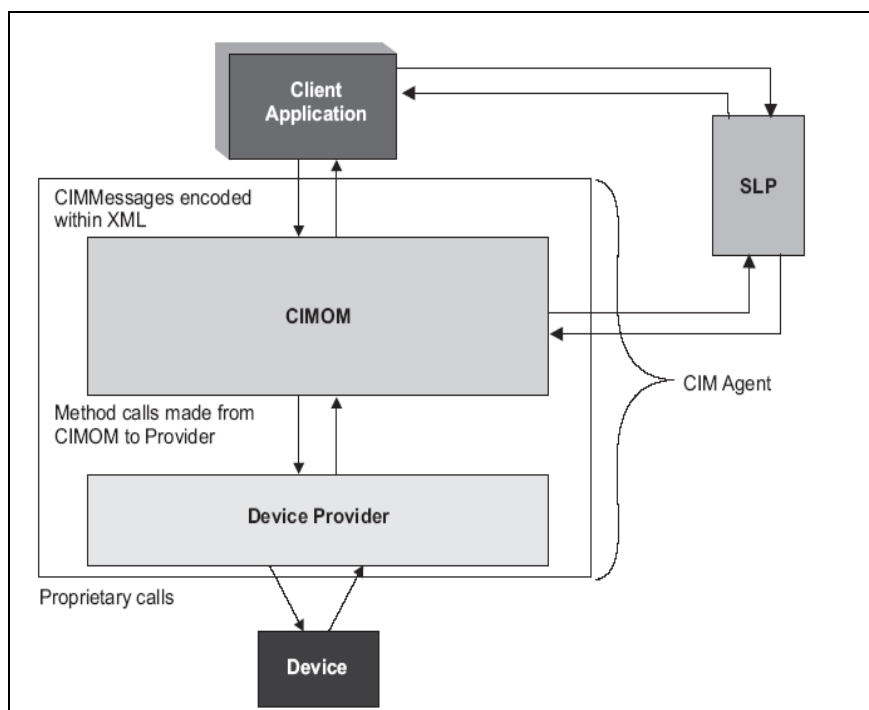 Client
Application
SLP
CIMMessages encoded
within XML
CIMOM
CIM Agent
Method calls made from
CIMOM to Provider
Device Provider
Proprietary calls
Device